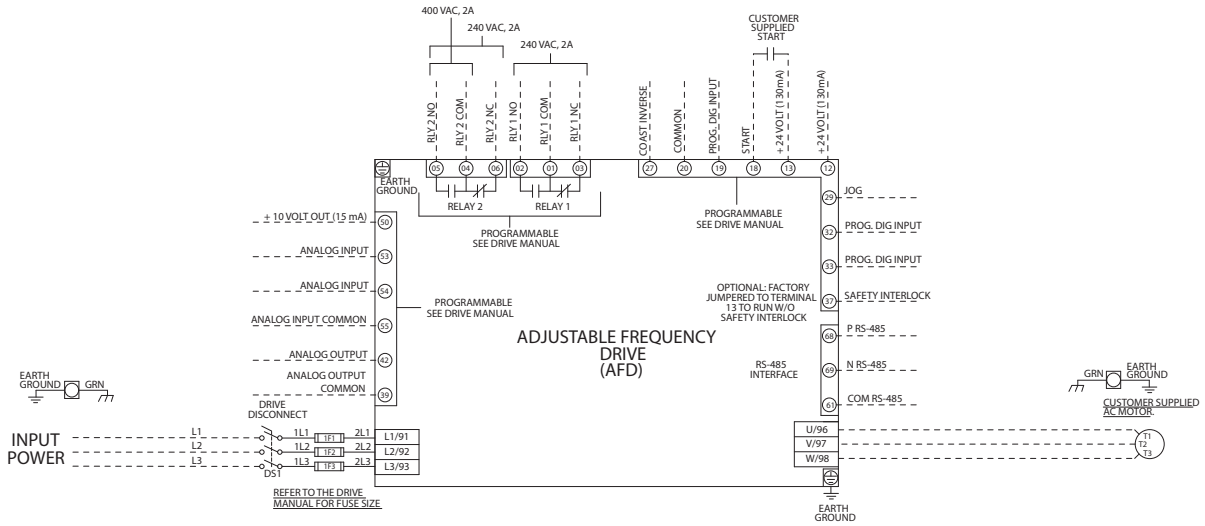 400 VAC, 2A
240 VAC, 2A
240 VAC, 2A
CUSTOMER
SUPPLIED
START
RLY 2 NO
RLY 2 COM
RLY 2 NC
RLY 1 NO
RLY 1 COM
RLY 1 NC
COAST INVERSE
COMMON
PROG. DIG INPUT
START
+ 24 VOLT (130mA)
+ 24 VOLT (130mA)
05
04
06
02
01
03
27
20
19
18
13
12
EARTH
GROUND
RELAY 2
RELAY 1
PROGRAMMABLE
SEE DRIVE MANUAL
PROGRAMMABLE
SEE DRIVE MANUAL
29 JOG
32 PROG. DIG INPUT
33 PROG. DIG INPUT
OPTIONAL: FACTORY
JUMPERED TO TERMINAL
13 TO RUN W/O
SAFETY INTERLOCK
37 SAFETY INTERLOCK
+ 10 VOLT OUT (15 mA) 50
ANALOG INPUT 53
ANALOG INPUT 54
ANALOG INPUT COMMON 55
ANALOG OUTPUT 42
ANALOG OUTPUT
COMMON 39
PROGRAMMABLE
SEE DRIVE MANUAL
ADJUSTABLE FREQUENCY
DRIVE
(AFD)
RS-485
INTERFACE
68 P RS-485
69 N RS-485
61 COM RS-485
EARTH
GROUND
GRN
DRIVE
DISCONNECT
INPUT
POWER
L1 1L1 1F1 2L1 L1/91
L2 1L2 1F2 2L2 L2/92
L3 1L3 1F3 2L3 L3/93
DS1
REFER TO THE DRIVE
MANUAL FOR FUSE SIZE
U/96
V/97
W/98
EARTH
GROUND
GRN
EARTH
GROUND
CUSTOMER SUPPLIED
AC MOTOR.
T1
T2
T3